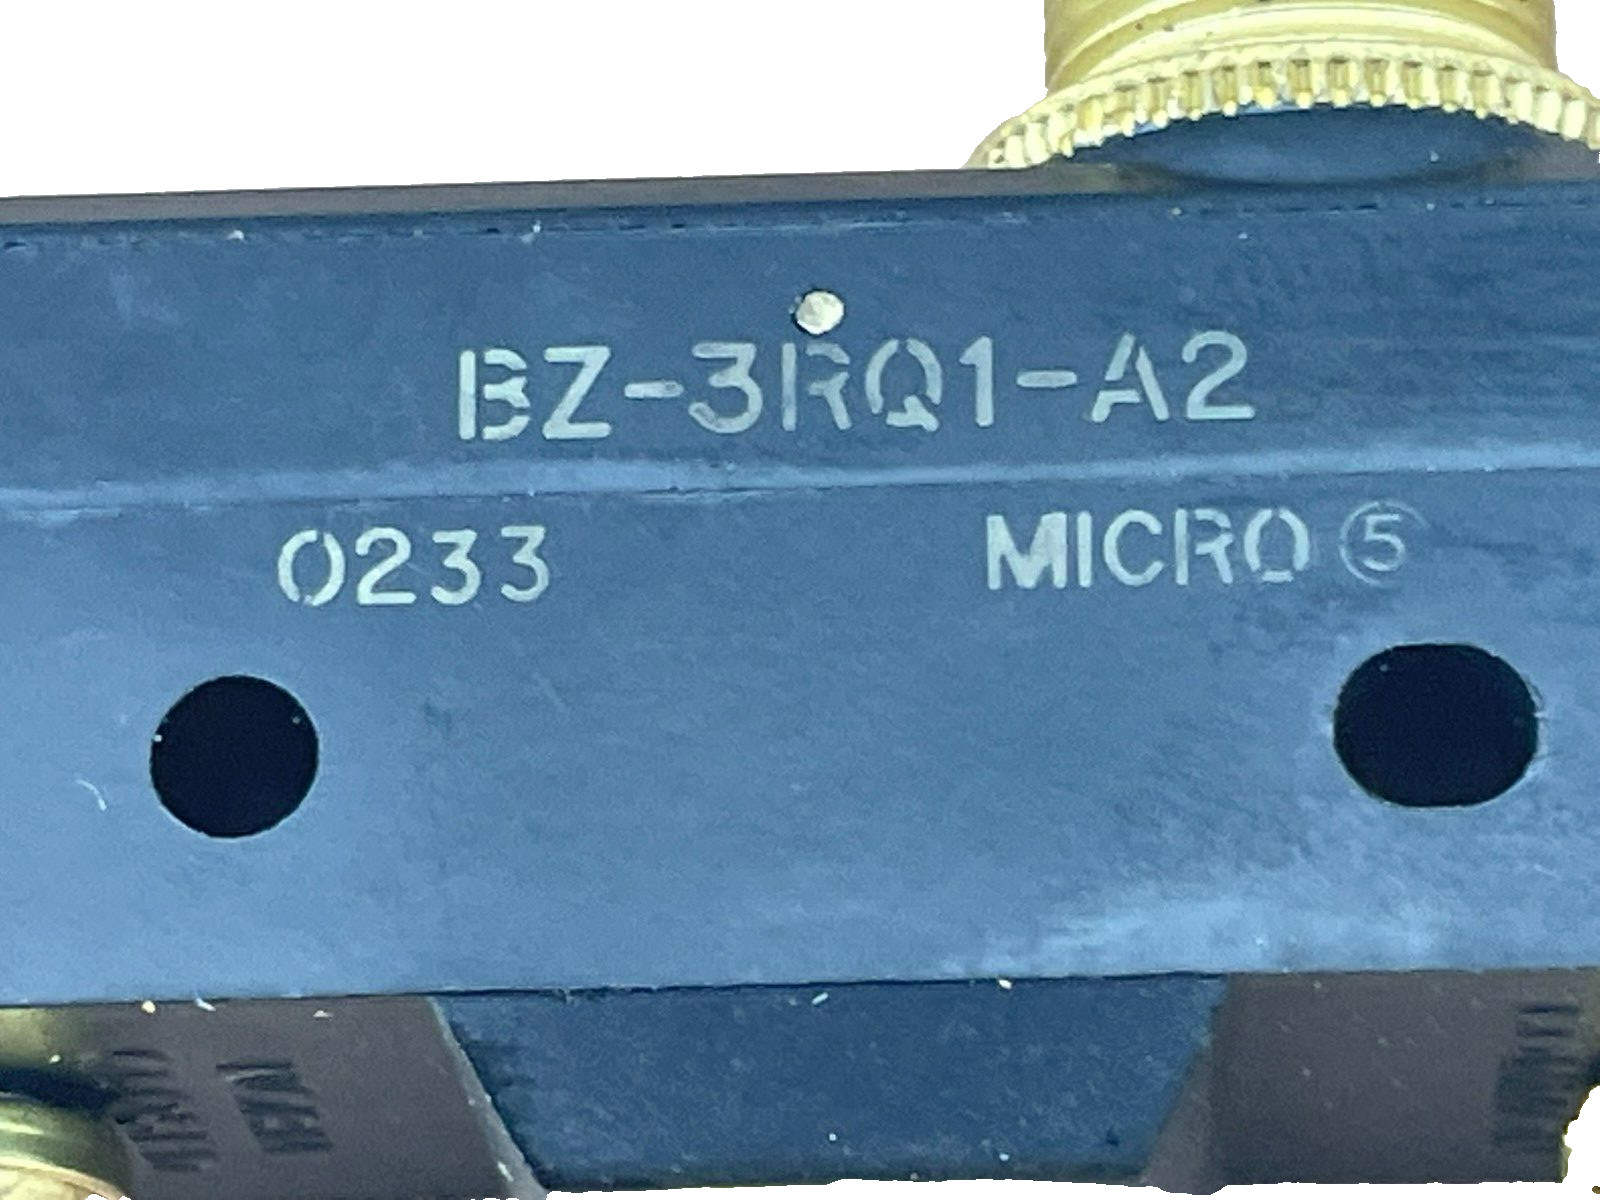 BZ-3RQ1-A2
0233 MICRO ⑤